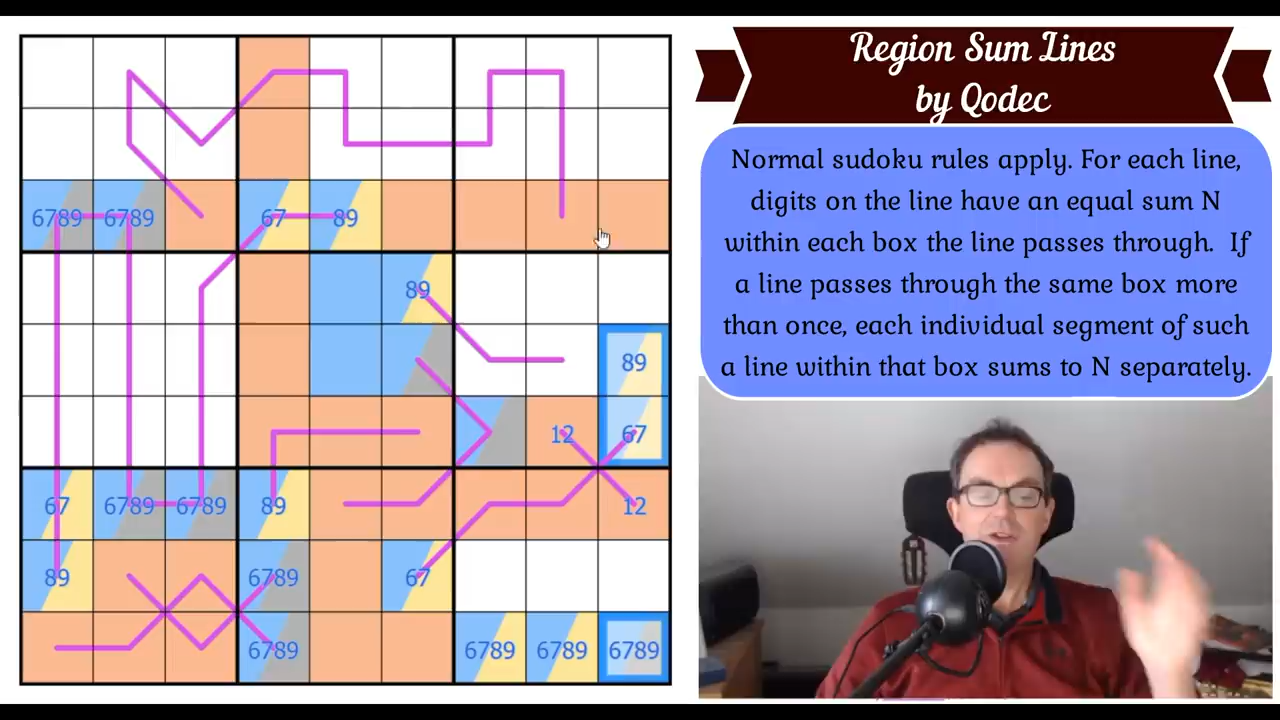 Region Sum Lines
by Qodec
Normal sudoku rules apply. For each line,
digits on the line have an equal sum N
within each box the line passes through. If
a line passes through the same box more
than once, each individual segment of such
a line within that box sums to N separately.
6789 6789 67 89
89
89
12 67
67 6789 6789 89 12
89 6789 67
6789 6789 6789 6789